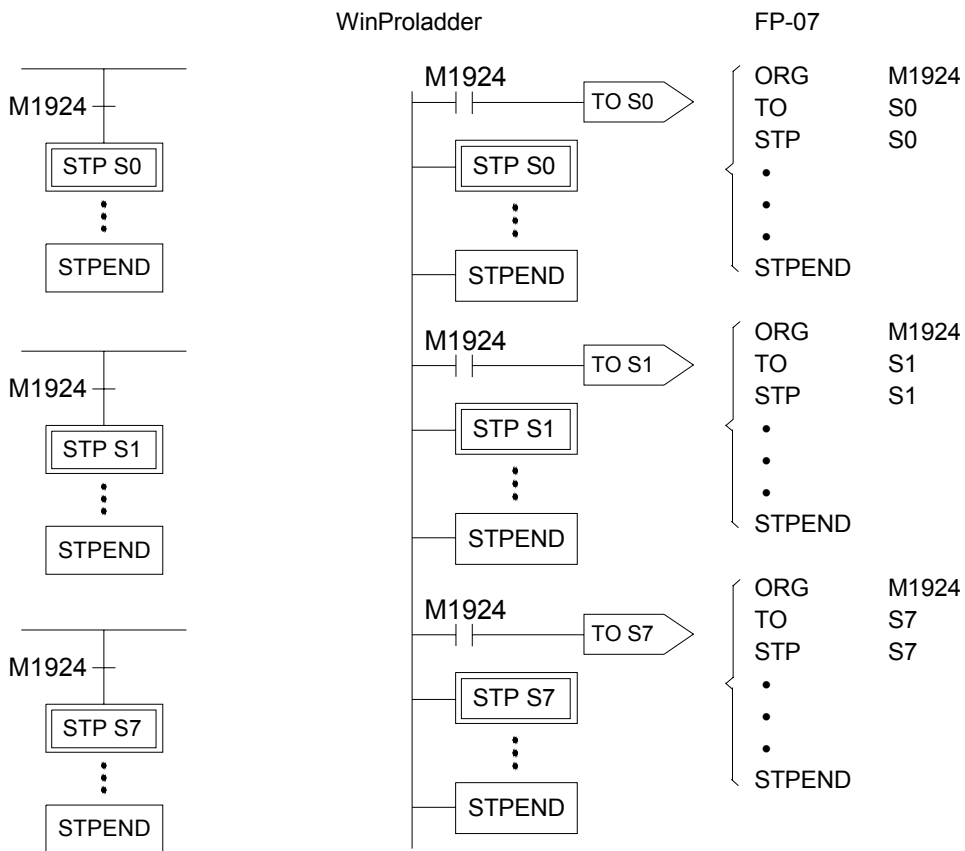 WinProladder
FP-07
M1924
STP S0
STPEND
M1924
STP S1
STPEND
M1924
STP S7
STPEND
M1924
TO S0
STP S0
STPEND
M1924
TO S1
STP S1
STPEND
M1924
TO S7
STP S7
STPEND
ORG M1924
TO S0
STP S0
•
•
•
STPEND
ORG M1924
TO S1
STP S1
•
•
•
STPEND
ORG M1924
TO S7
STP S7
•
•
•
STPEND